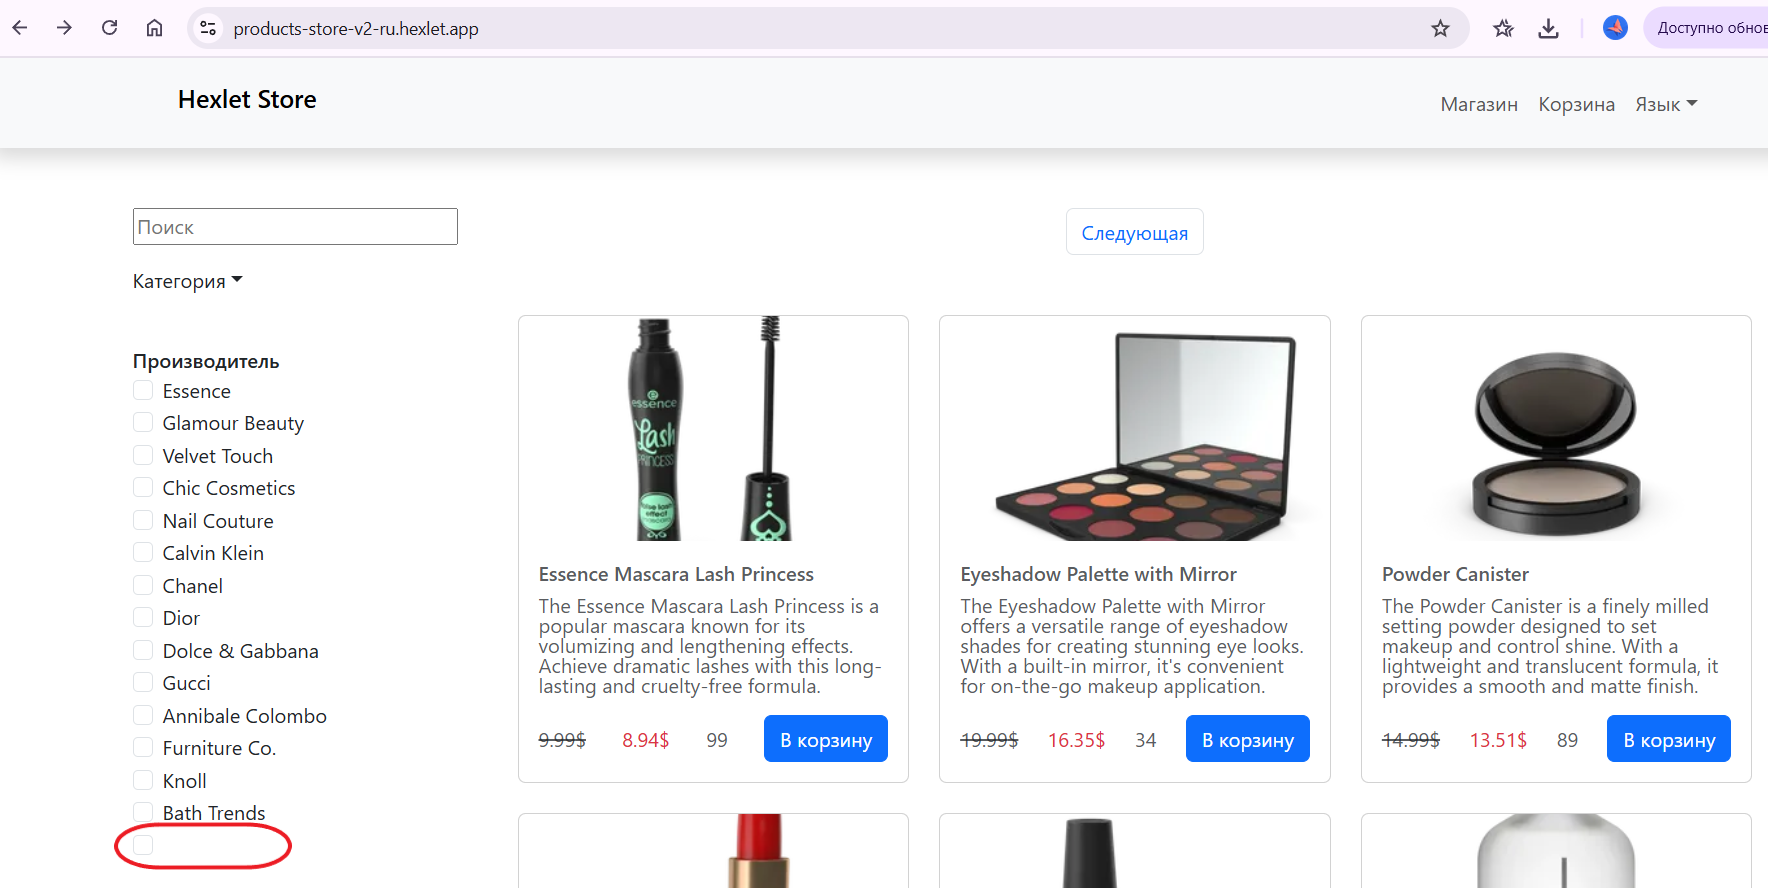 products-store-v2-ru.hexlet.app
Доступно обнов
Hexlet Store
Магазин Корзина Язык
Поиск
Следующая
Категория
Производитель
Essence
Glamour Beauty
Velvet Touch
Chic Cosmetics
Nail Couture
Calvin Klein
Chanel
Dior
Dolce & Gabbana
Gucci
Annibale Colombo
Furniture Co.
Knoll
Bath Trends
essence
Lash
PRINCESS
Essence Mascara Lash Princess
The Essence Mascara Lash Princess is a
popular mascara known for its
volumizing and lengthening effects.
Achieve dramatic lashes with this long-
lasting and cruelty-free formula.
9.99$ 8.94$ 99 В корзину
Eyeshadow Palette with Mirror
The Eyeshadow Palette with Mirror
offers a versatile range of eyeshadow
shades for creating stunning eye looks.
With a built-in mirror, it's convenient
for on-the-go makeup application.
19.99$ 16.35$ 34 В корзину
Powder Canister
The Powder Canister is a finely milled
setting powder designed to set
makeup and control shine. With a
lightweight and translucent formula, it
provides a smooth and matte finish.
14.99$ 13.51$ 89 В корзину